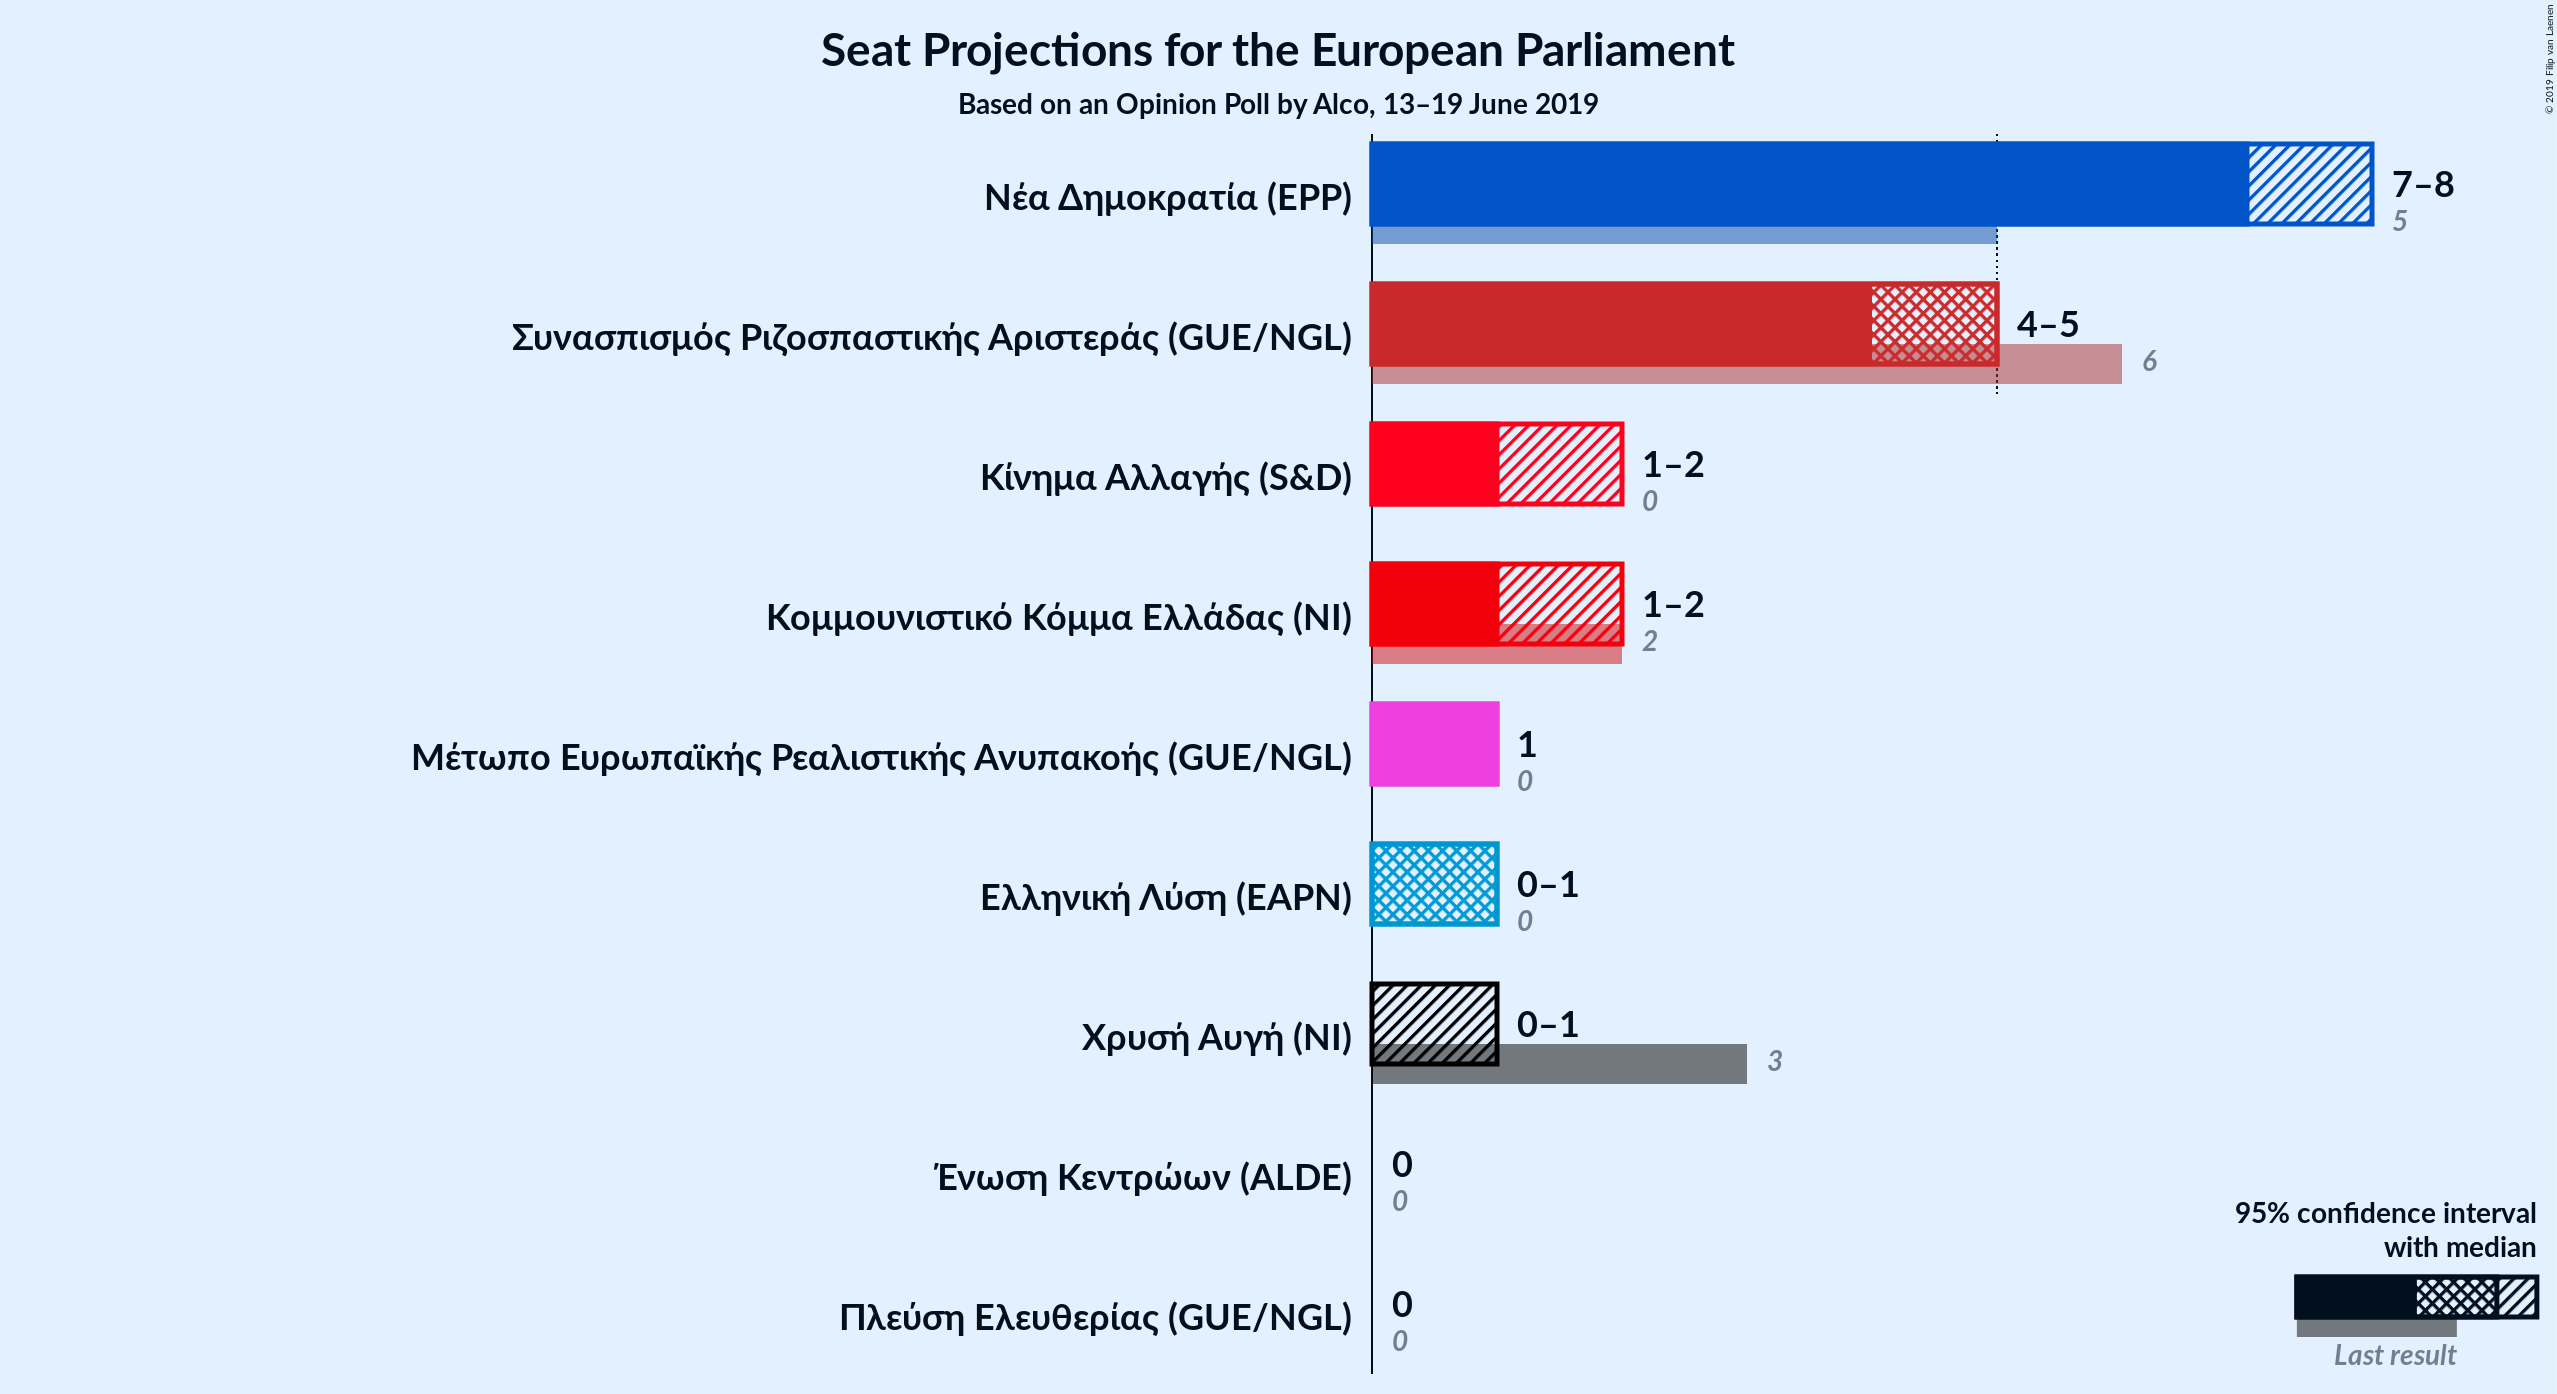 Seat Projections for the European Parliament
Based on an Opinion Poll by Alco, 13–19 June 2019
© 2019 Filip van Laenen
Νέα Δημοκρατία (EPP)
7–8
5
Συνασπισμός Ριζοσπαστικής Αριστεράς (GUE/NGL)
4–5
6
Κίνημα Αλλαγής (S&D)
1–2
0
Κομμουνιστικό Κόμμα Ελλάδας (NI)
1–2
2
Μέτωπο Ευρωπαϊκής Ρεαλιστικής Ανυπακοής (GUE/NGL)
1
0
Ελληνική Λύση (EAPN)
0–1
0
Χρυσή Αυγή (NI)
0–1
3
Ένωση Κεντρώων (ALDE)
0
0
Πλεύση Ελευθερίας (GUE/NGL)
0
0
95% confidence interval
with median
Last result